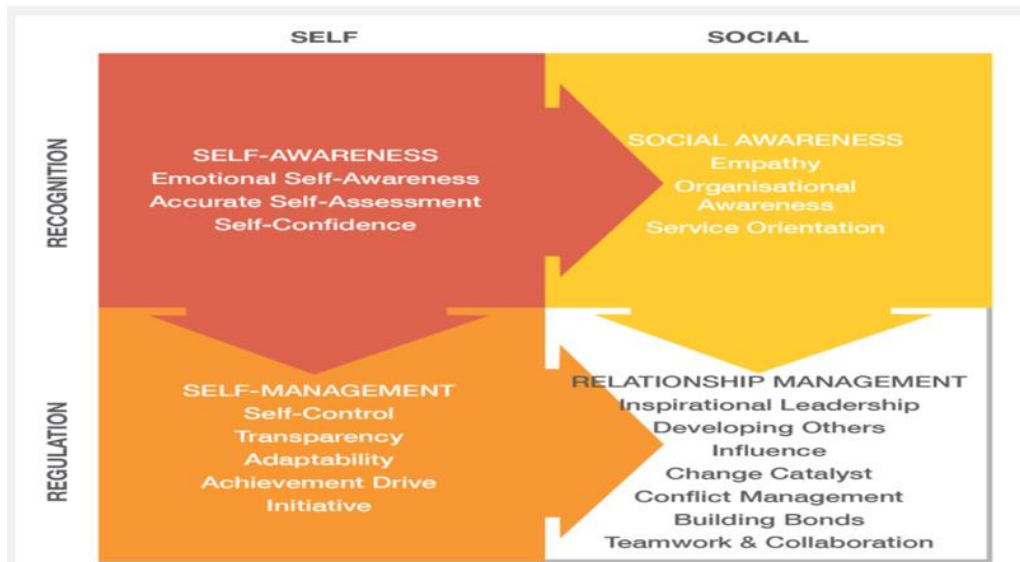 SELF
SOCIAL
RECOGNITION
SELF-AWARENESS
Emotional Self-Awareness
Accurate Self-Assessment
Self-Confidence
SOCIAL AWARENESS
Empathy
Organisational
Awareness
Service Orientation
REGULATION
SELF-MANAGEMENT
Self-Control
Transparency
Adaptability
Achievement Drive
Initiative
RELATIONSHIP MANAGEMENT
Inspirational Leadership
Developing Others
Influence
Change Catalyst
Conflict Management
Building Bonds
Teamwork & Collaboration